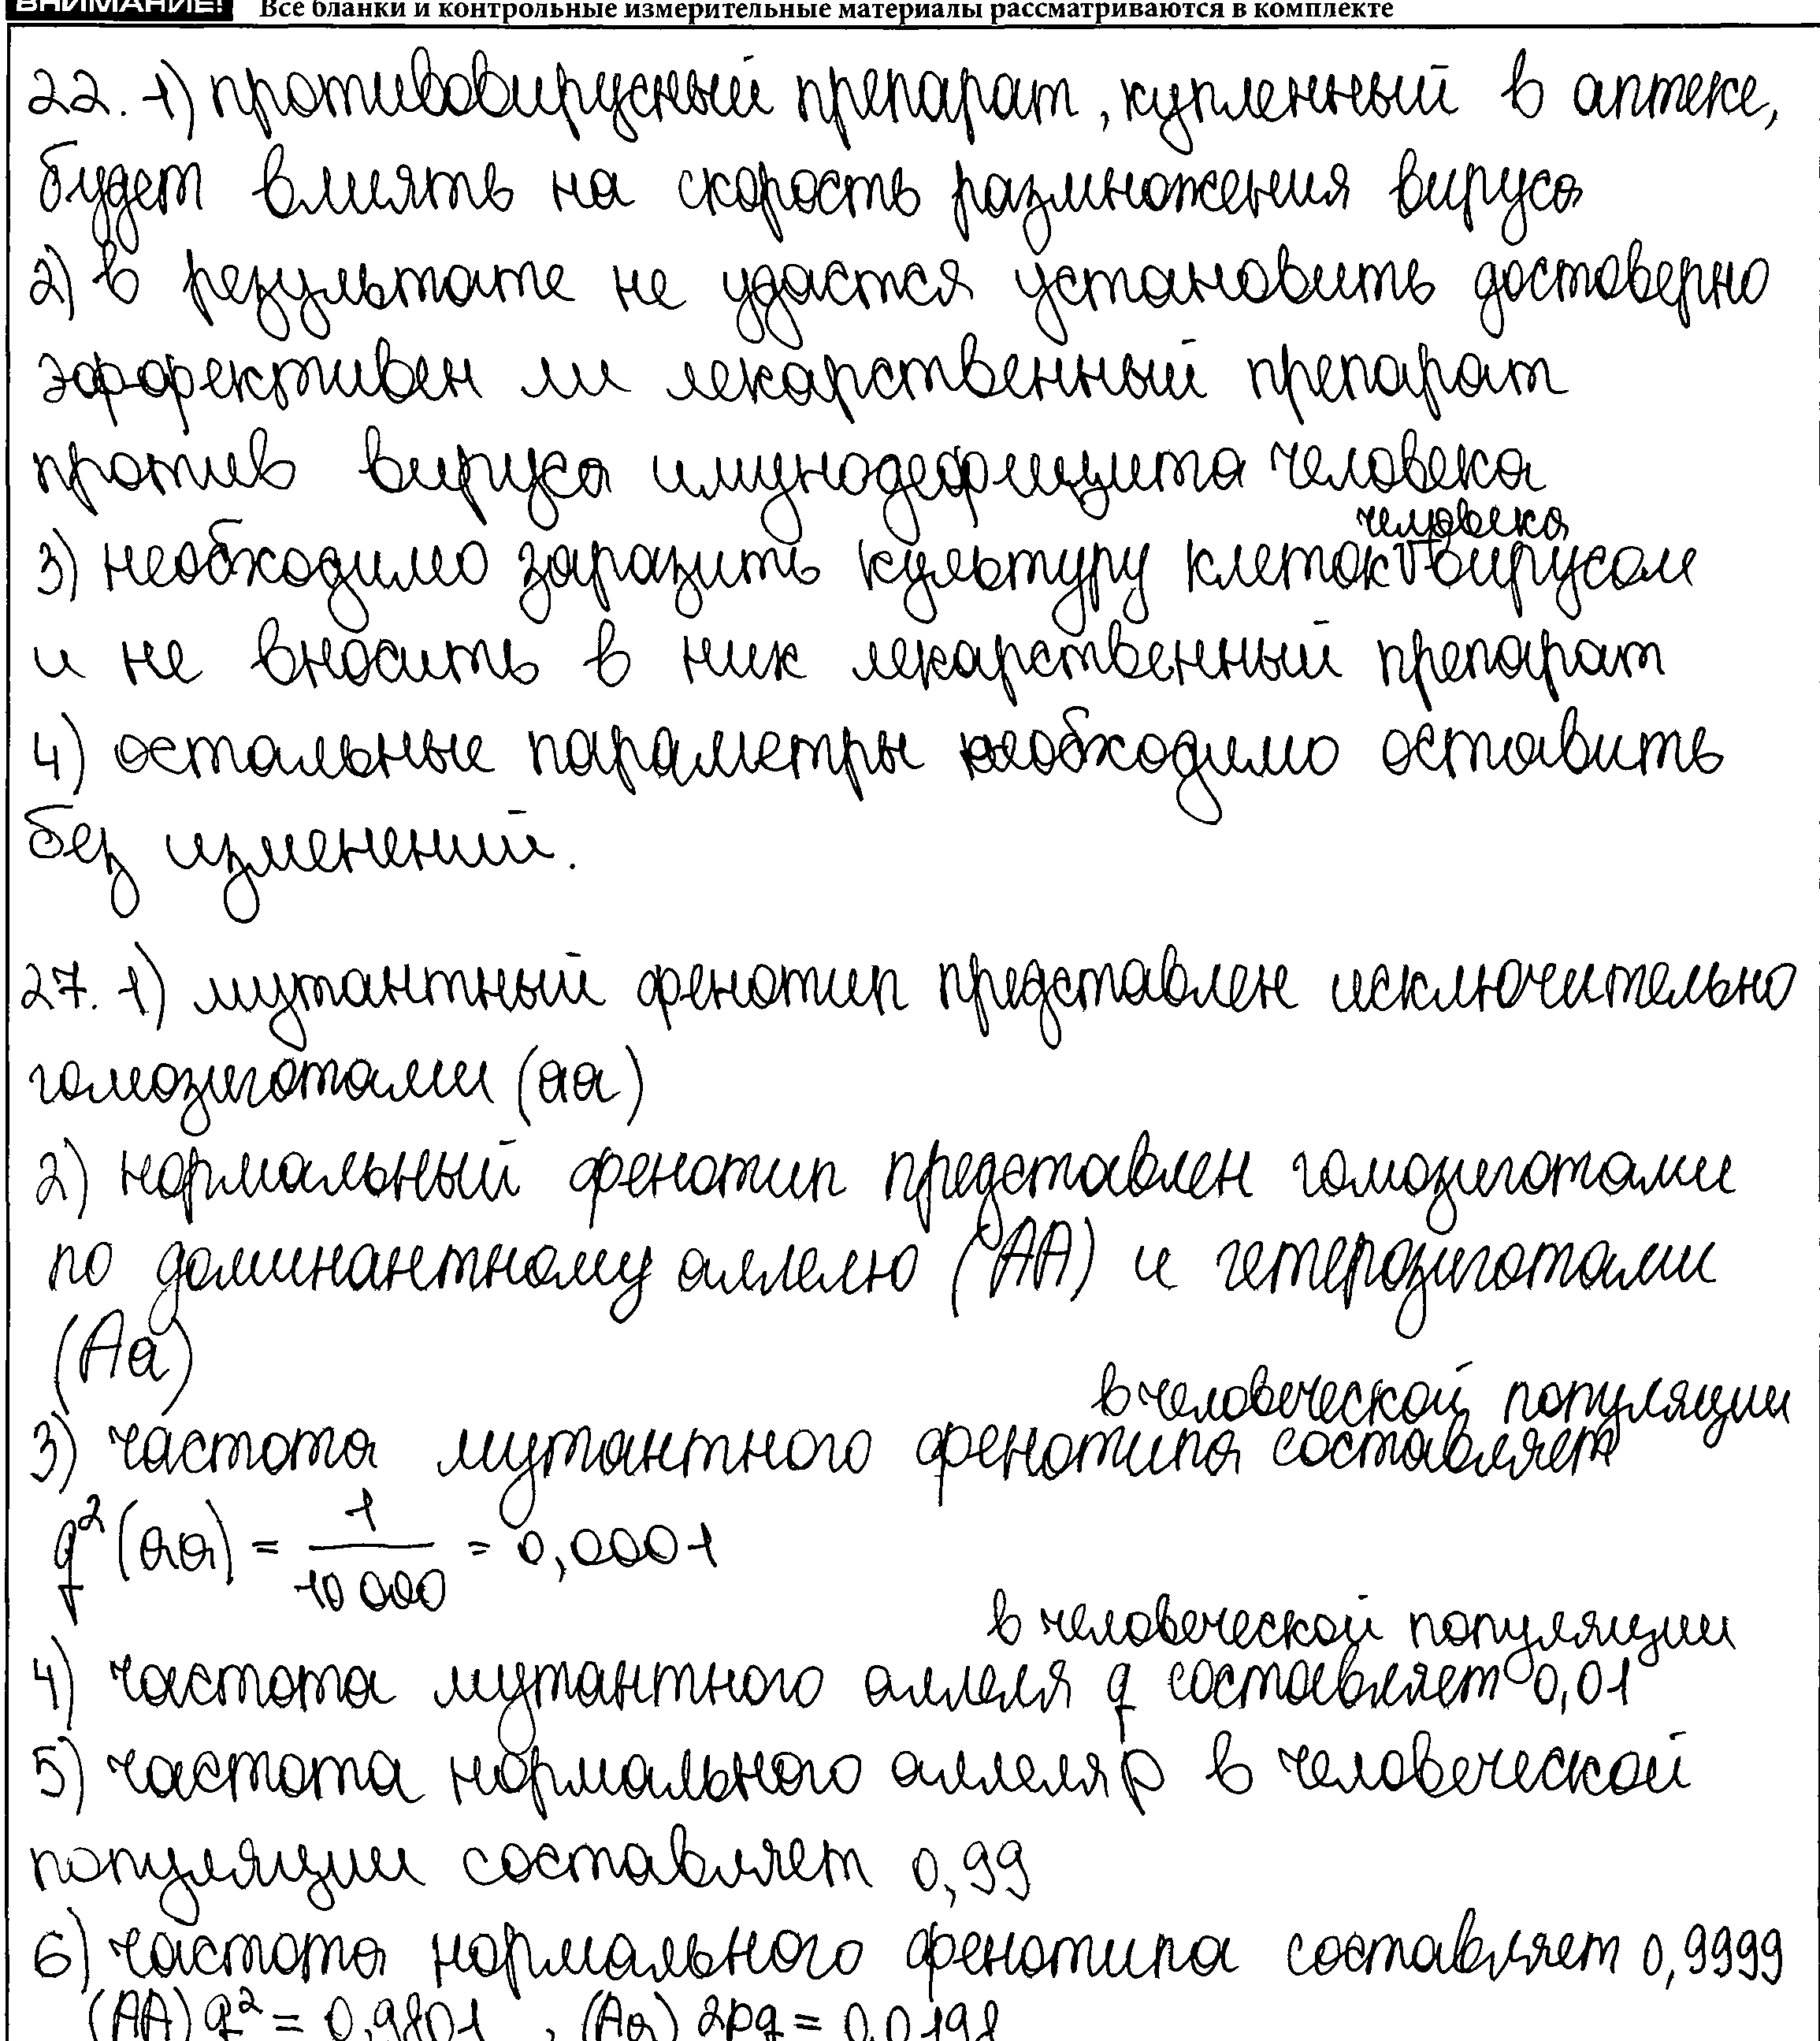 ВНИМАНИЕ! Все бланки и контрольные измерительные материалы рассматриваются в комплекте
22. 1) противовирусный препарат, купленный в аптеке,
будет влиять на скорость размножения вируса
2) в результате не удастся установить достоверно
эффективен ли лекарственный препарат
против вируса имунодефицита человека
человека
3) необходимо заразить культуру клеток√вирусом
и не вносить в них лекарственный препарат
4) остальные параметры необходимо оставить
без изменений.
27. 1) мутантный фенотип представлен исключительно
гомозиготами (aa)
2) нормальный фенотип представлен гомозиготами
по доминантному аллелю (AA) и гетерозиготами
(Aa)
в человеческой популяции
3) частота мутантного фенотипа составляет
q² (aa) = 1/10 000 = 0,0001
в человеческой популяции
4) частота мутантного аллеля q составляет 0,01
5) частота нормального аллеля p в человеческой
популяции составляет 0,99
6) частота нормального фенотипа составляет 0,9999
(AA) q² = 0,9801 , (Aa) 2pq = 0,0198